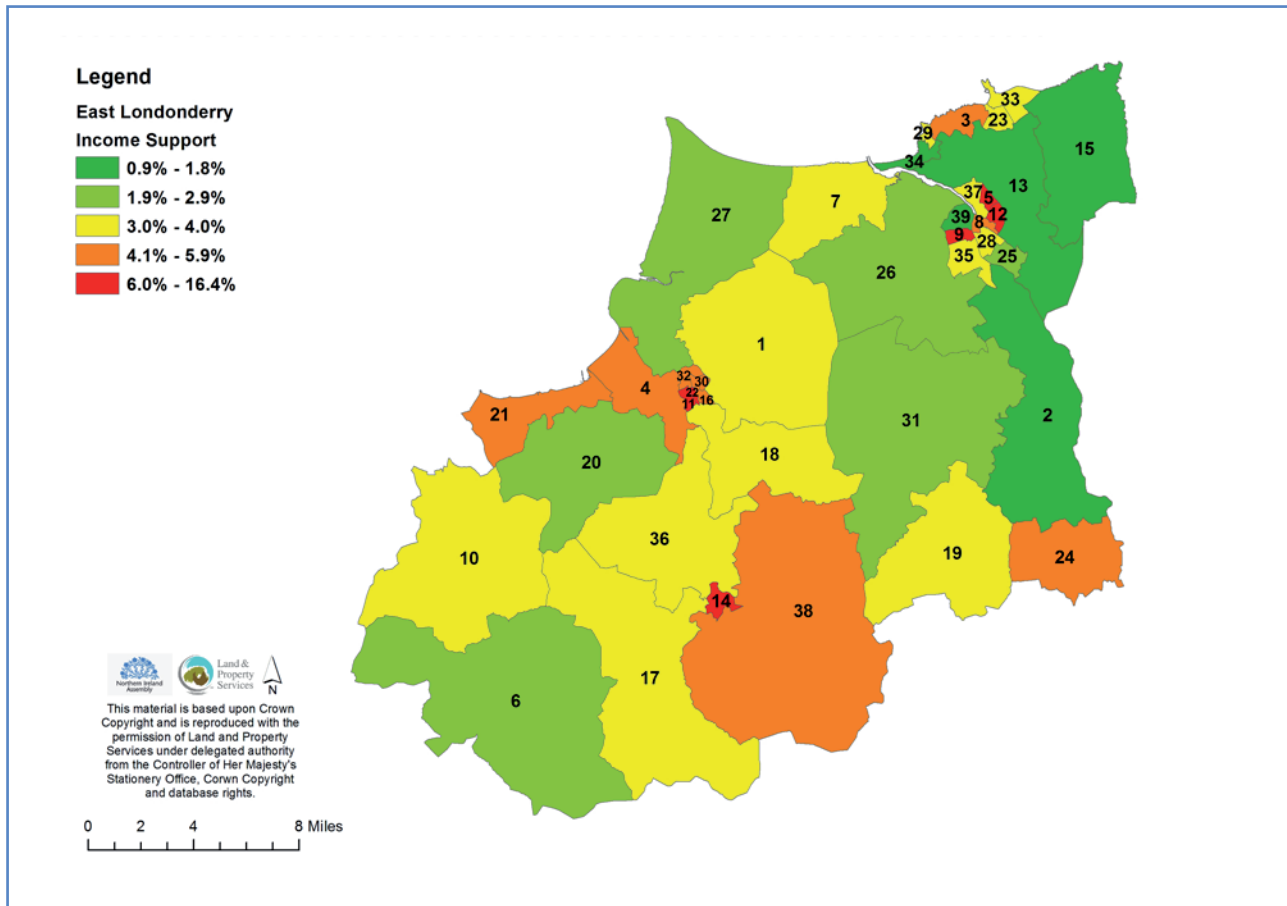 Legend
East Londonderry
Income Support
0.9% - 1.8%
1.9% - 2.9%
3.0% - 4.0%
4.1% - 5.9%
6.0% - 16.4%
33
3
23
29
15
34
13
37
5
27
7
39
12
8
9
28
35
25
26
1
32
30
4
22
11
16
21
31
2
20
18
36
10
19
24
14
38
17
6
Northern Ireland
Assembly
Land &
Property
Services
N
This material is based upon Crown
Copyright and is reproduced with the
permission of Land and Property
Services under delegated authority
from the Controller of Her Majesty's
Stationery Office, Corwn Copyright
and database rights.
0 2 4 8 Miles